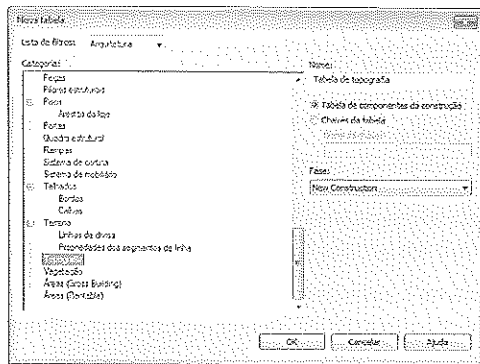 Nova tabela
Lista de filtros: Arquitetura
Categorias:
Peças
Pilares estruturais
Pisos
Arestas da laje
Portas
Quadro estrutural
Rampas
Sistema de cortina
Sistema de mobiliário
Telhados
Bordas
Calhas
Terreno
Linhas de divisa
Propriedades dos segmentos de linha
Vegetação
Áreas (Gross Building)
Áreas (Rentable)
Nome:
Tabela de topografia
Tabela de componentes da construção
Chaves da tabela
Fase:
New Construction
OK
Cancelar
Ajuda